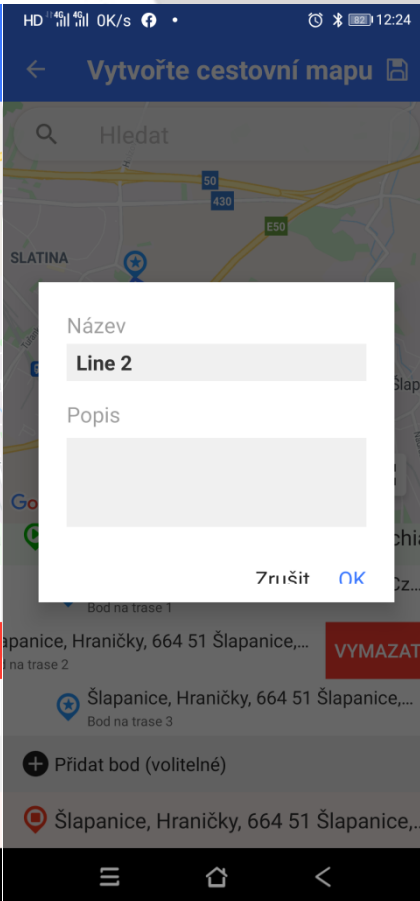 HD 4G 4G 0K/s 82 12:24
Vytvořte cestovní mapu
Hledat
50
430
E50
SLATINA
Název
Line 2
Popis
Zrušit OK
Bod na trase 1
Hraničky, 664 51 Šlapanice,...
na trase 2
VYMAZAT
Šlapanice, Hraničky, 664 51 Šlapanice,...
Bod na trase 3
Přidat bod (volitelné)
Šlapanice, Hraničky, 664 51 Šlapanice,...